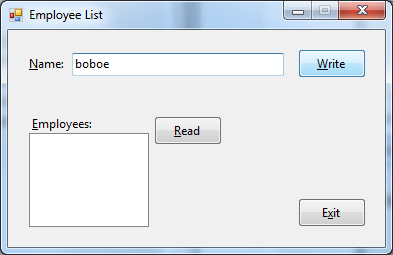 Employee List
Name: boboe Write
Employees:
Read
Exit